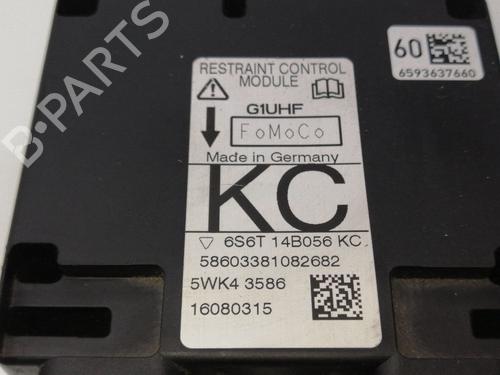 60
6593637660
RESTRAINT CONTROL
MODULE
G1UHF
FoMoCo
Made in Germany
KC
6S6T 14B056 KC
58603381082682
5WK4 3586
16080315
B-PARTS